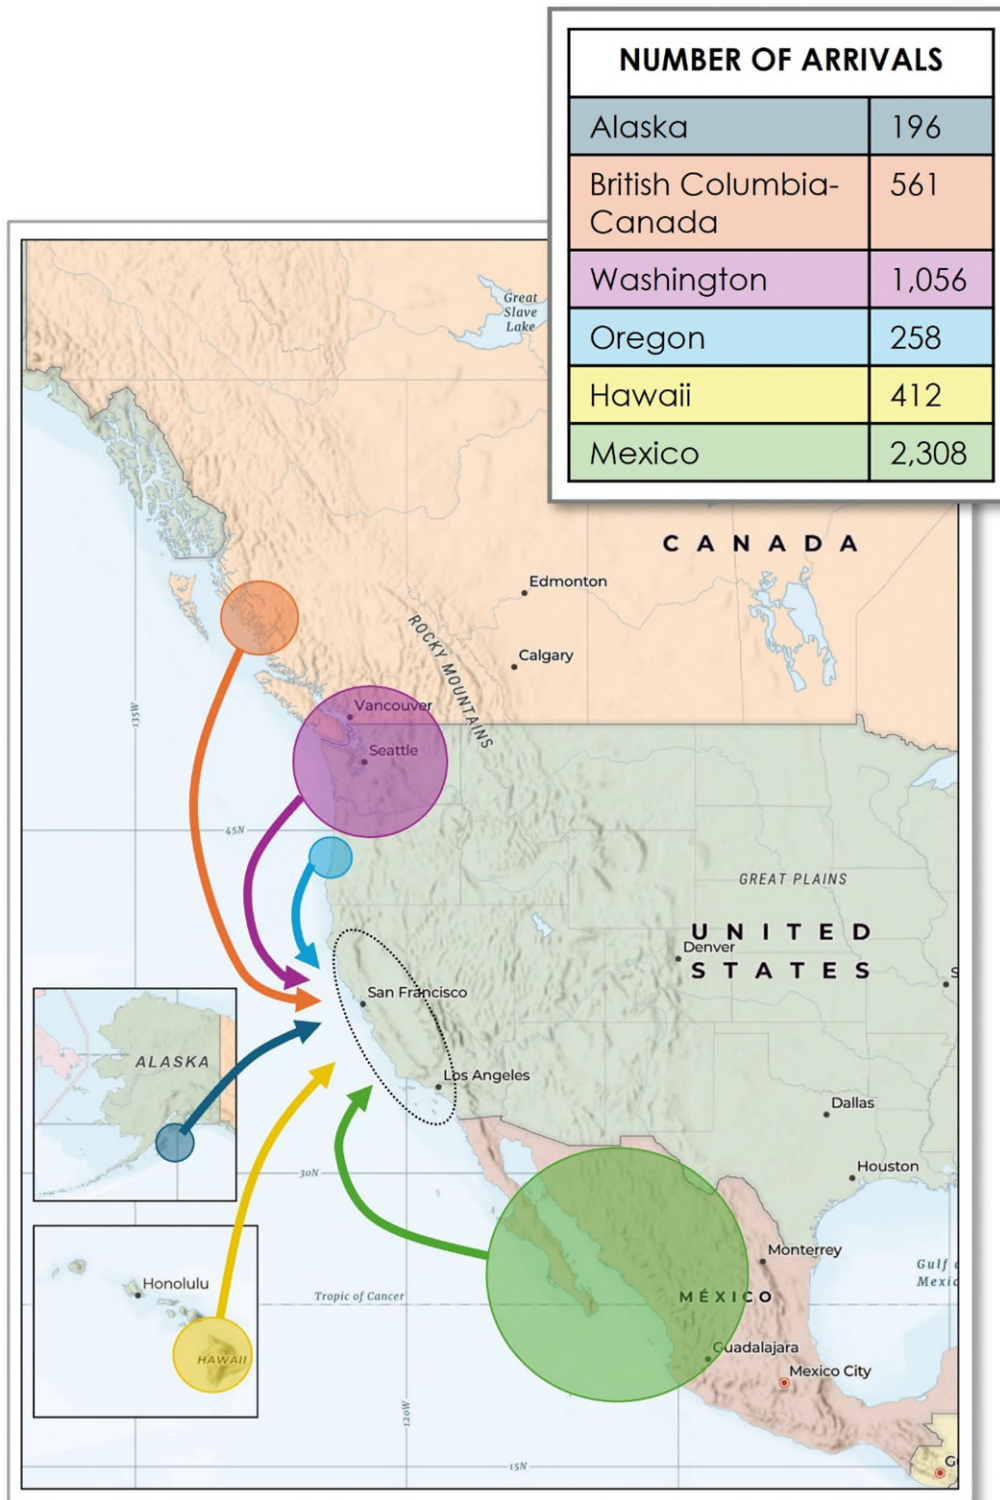 NUMBER OF ARRIVALS
Alaska 196
British Columbia- 561
Canada
Washington 1,056
Oregon 258
Hawaii 412
Mexico 2,308
Great
Slave
Lake
CANADA
Edmonton
ROCKY MOUNTAINS
Calgary
135W
Vancouver
Seattle
45N
GREAT PLAINS
UNITED
Denver
STATES
S
San Francisco
ALASKA
Los Angeles
Dallas
30N
Houston
Monterrey
Gulf
Mexic
Honolulu
Tropic of Cancer
MÉXICO
HAWAII
Guadalajara
Mexico City
120W
15N
G